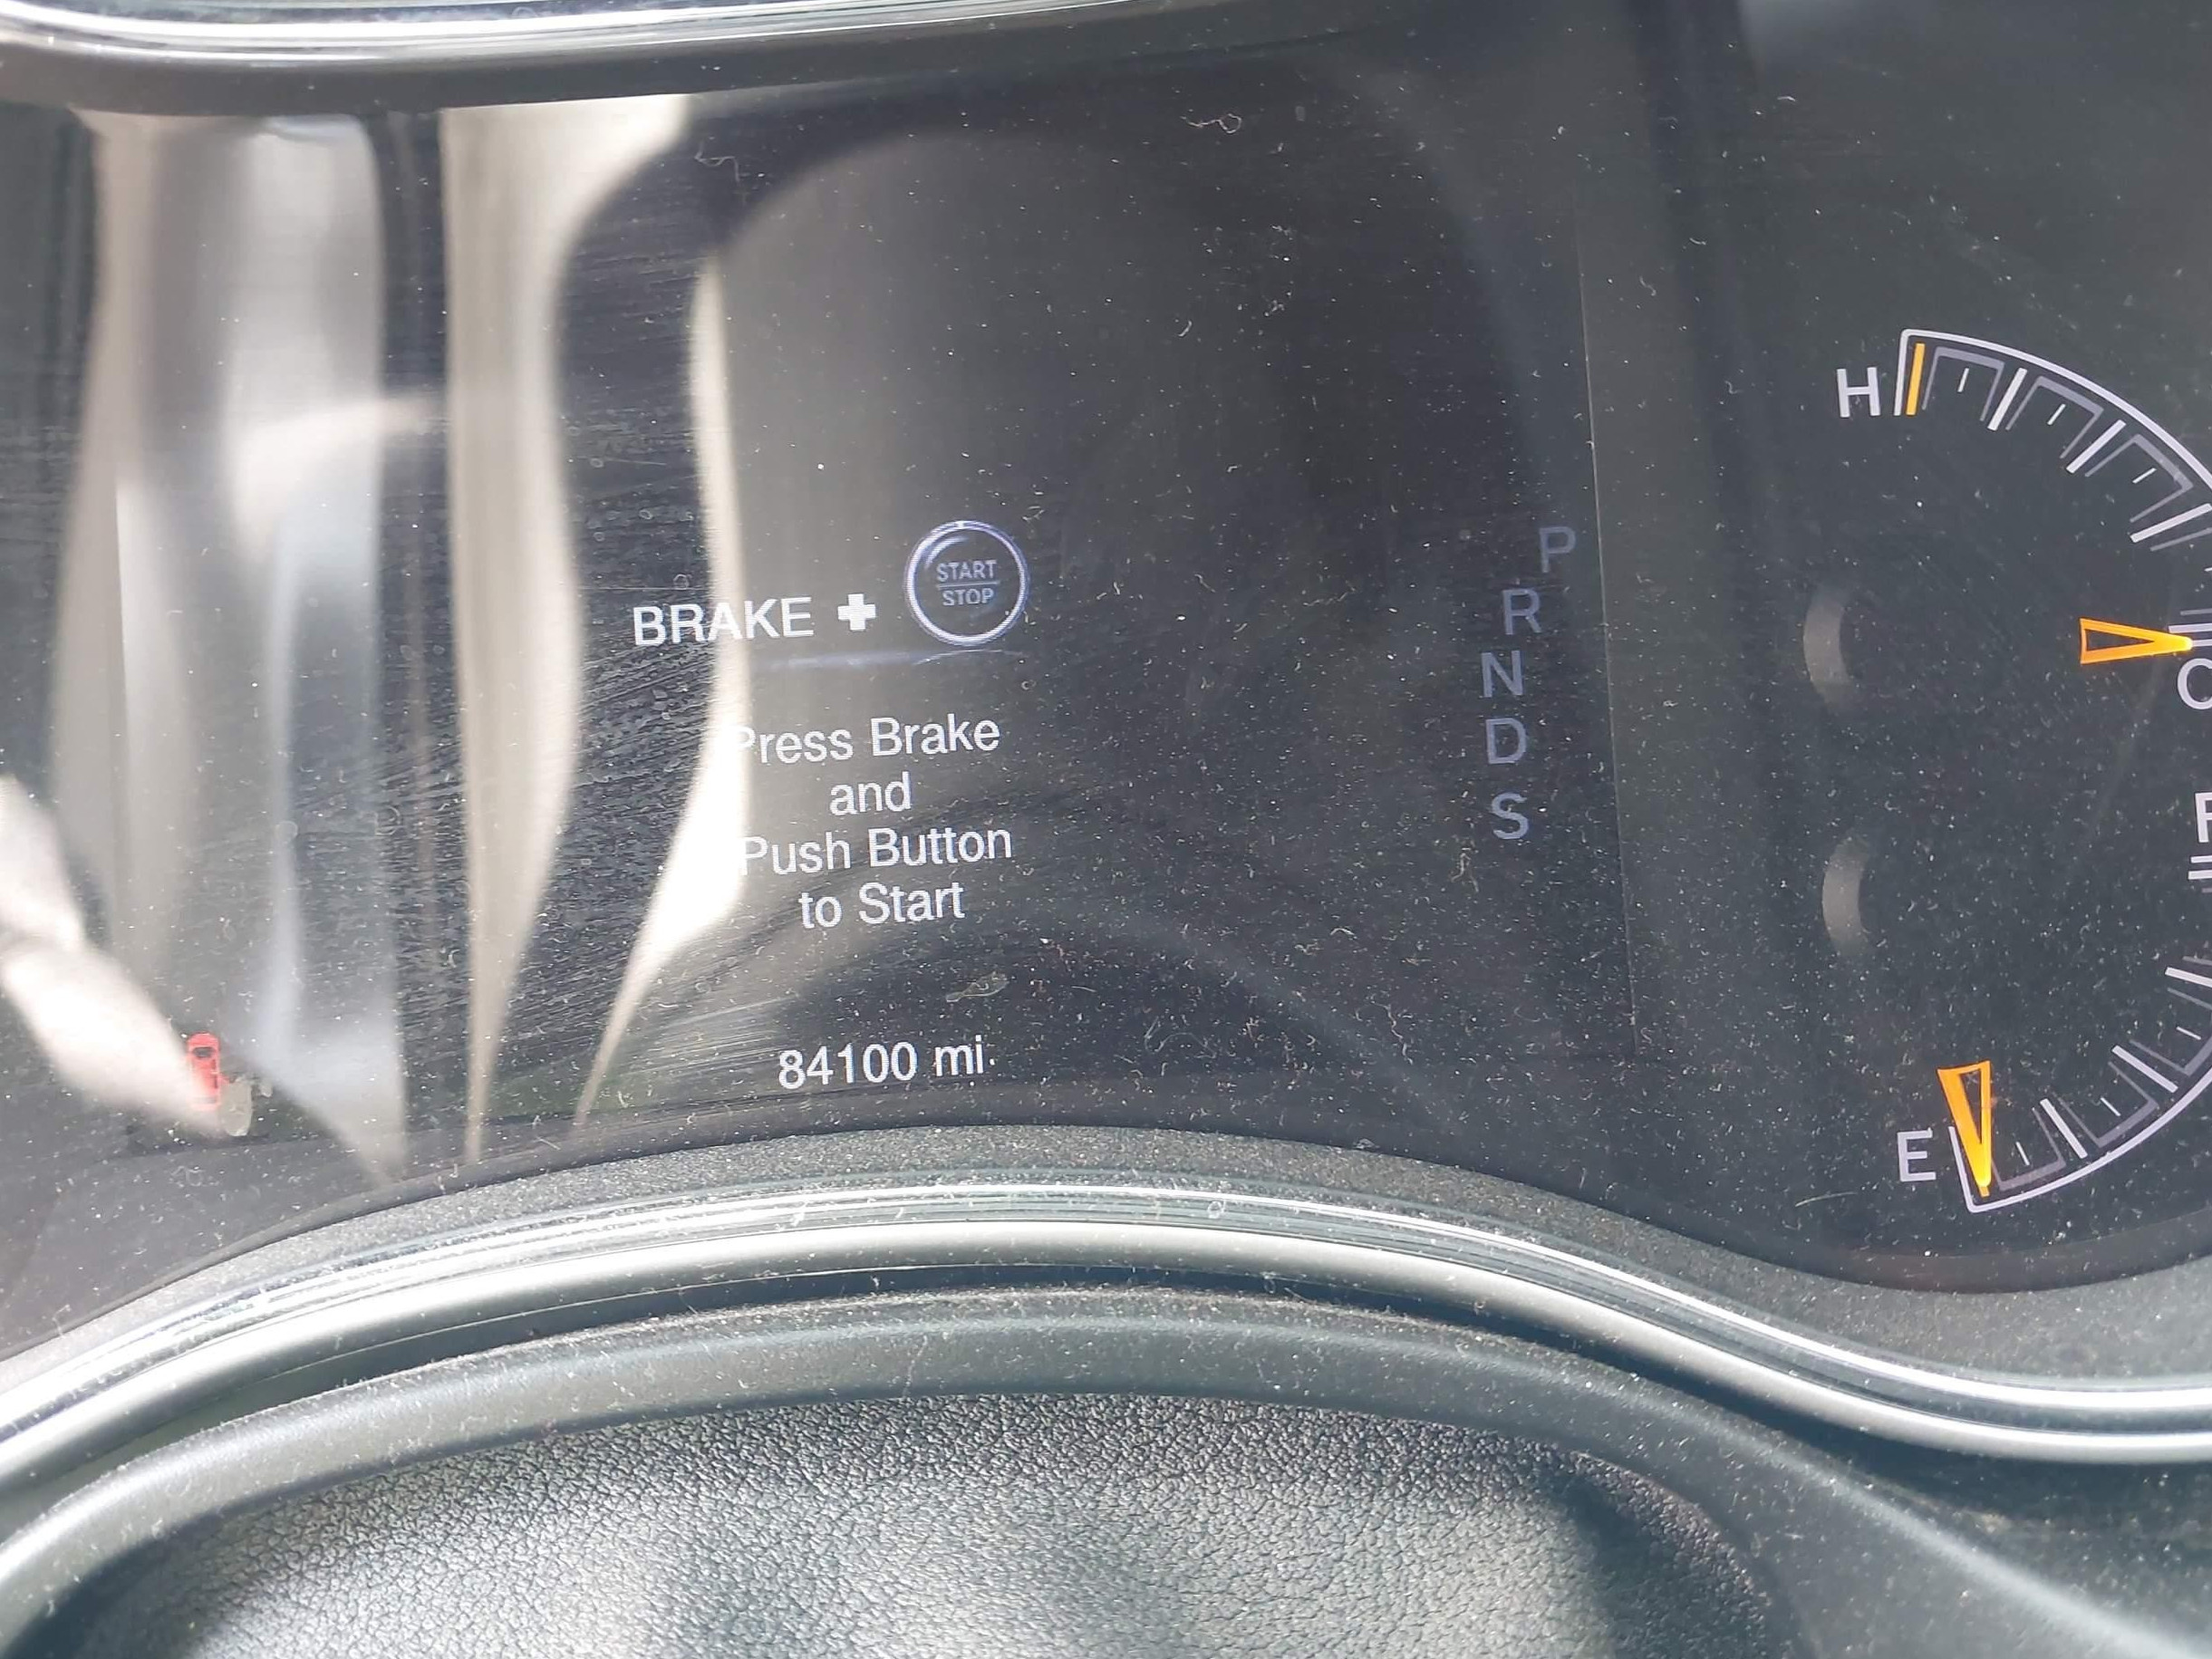 BRAKE + START
STOP
Press Brake
and
Push Button
to Start
84100 mi
P
R
N
D
S
H
C
F
E